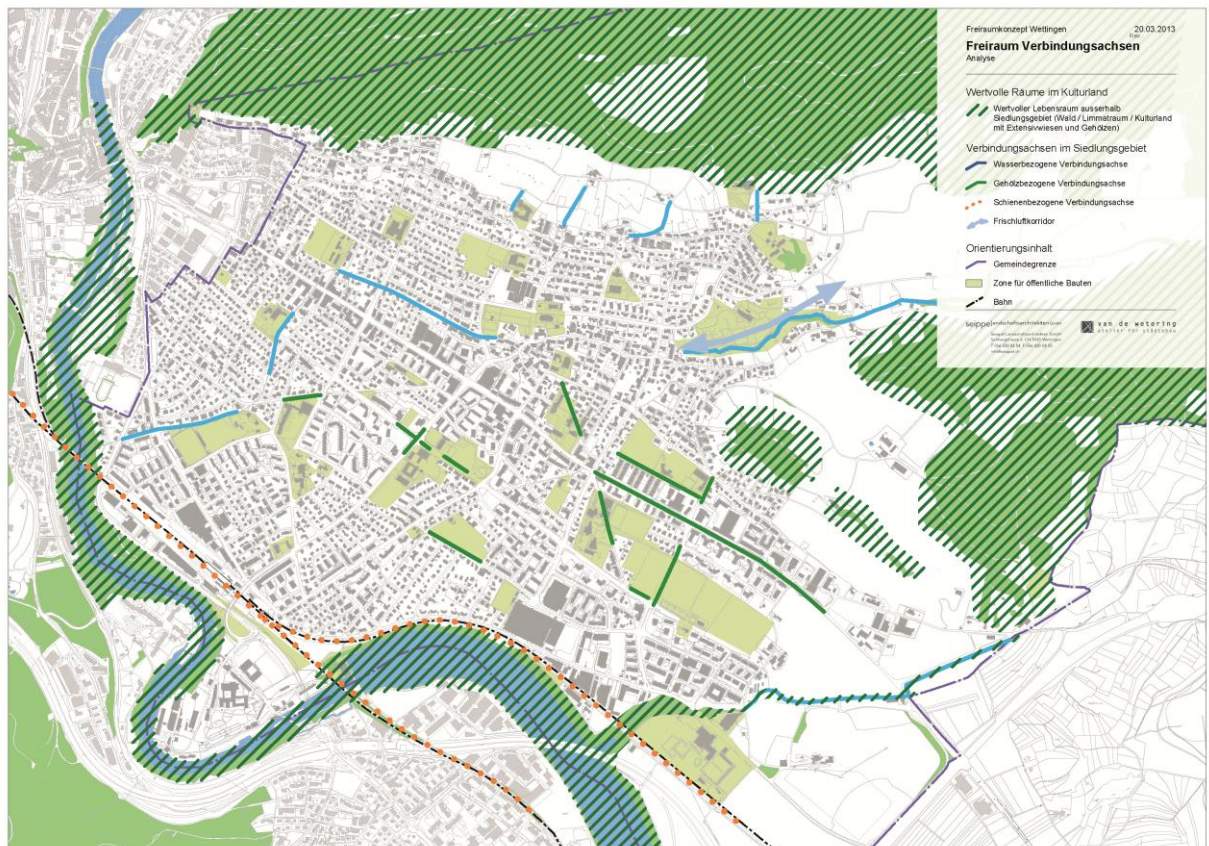 Freiraumkonzept Wettingen 20.03.2013
Rev.
Freiraum Verbindungsachsen
Analyse
Wertvolle Räume im Kulturland
Wertvoller Lebensraum ausserhalb
Siedlungsgebiet (Wald / Limmatraum / Kulturland
mit Extensivwiesen und Gehölzen)
Verbindungsachsen im Siedlungsgebiet
Wasserbezogene Verbindungsachse
Gehölzbezogene Verbindungsachse
Schienenbezogene Verbindungsachse
Frischluftkorridor
Orientierungsinhalt
Gemeindegrenze
Zone für öffentliche Bauten
Bahn
seippel landschaftsarchitekten
van de wetering
atelier für städtebau